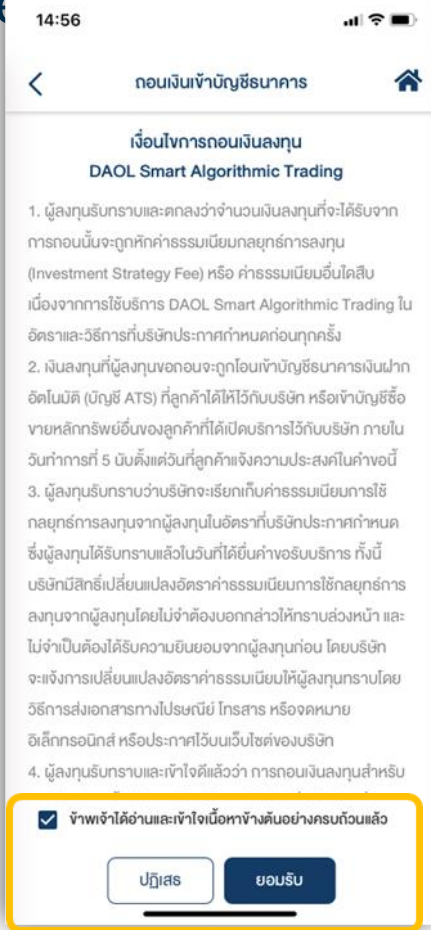 14:56
ถอนเงินเข้าบัญชีธนาคาร
เงื่อนไขการถอนเงินลงทุน
DAOL Smart Algorithmic Trading
1. ผู้ลงทุนรับทราบและตกลงว่าจำนวนเงินลงทุนที่จะได้รับจาก
การถอนนั้นจะถูกหักค่าธรรมเนียมกลยุทธ์การลงทุน
(Investment Strategy Fee) หรือ ค่าธรรมเนียมอื่นใดสืบ
เนื่องจากการใช้บริการ DAOL Smart Algorithmic Trading ใน
อัตราและวิธีการที่บริษัทประกาศกำหนดก่อนทุกครั้ง
2. เงินลงทุนที่ผู้ลงทุนขอถอนจะถูกโอนเข้าบัญชีธนาคารเงินฝาก
อัตโนมัติ (บัญชี ATS) ที่ลูกค้าได้ให้ไว้กับบริษัท หรือเข้าบัญชีซื้อ
ขายหลักทรัพย์อื่นของลูกค้าที่ได้เปิดบริการไว้กับบริษัท ภายใน
วันทำการที่ 5 นับตั้งแต่วันที่ลูกค้าแจ้งความประสงค์ในคำขอนี้
3. ผู้ลงทุนรับทราบว่าบริษัทจะเรียกเก็บค่าธรรมเนียมการใช้
กลยุทธ์การลงทุนจากผู้ลงทุนในอัตราที่บริษัทประกาศกำหนด
ซึ่งผู้ลงทุนได้รับทราบแล้วในวันที่ได้ยื่นคำขอรับบริการ ทั้งนี้
บริษัทมีสิทธิ์เปลี่ยนแปลงอัตราค่าธรรมเนียมการใช้กลยุทธ์การ
ลงทุนจากผู้ลงทุนโดยไม่จำต้องบอกกล่าวให้ทราบล่วงหน้า และ
ไม่จำเป็นต้องได้รับความยินยอมจากผู้ลงทุนก่อน โดยบริษัท
จะแจ้งการเปลี่ยนแปลงอัตราค่าธรรมเนียมให้ผู้ลงทุนทราบโดย
วิธีการส่งเอกสารทางไปรษณีย์ โทรสาร หรือจดหมาย
อิเล็กทรอนิกส์ หรือประกาศไว้บนเว็บไซต์ของบริษัท
4. ผู้ลงทุนรับทราบและเข้าใจดีแล้วว่า การถอนเงินลงทุนสำหรับ
ข้าพเจ้าได้อ่านและเข้าใจเนื้อหาข้างต้นอย่างครบถ้วนแล้ว
ปฏิเสธ
ยอมรับ